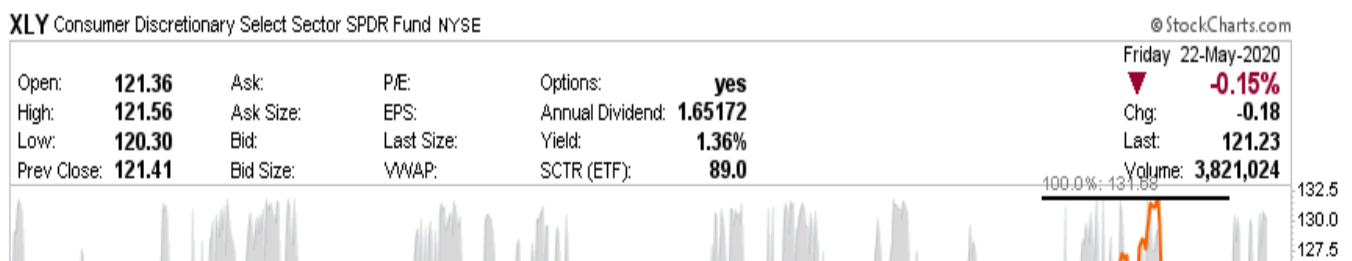 XLY Consumer Discretionary Select Sector SPDR Fund NYSE © StockCharts.com
Friday 22-May-2020
Open: 121.36 Ask: P/E: Options: yes ▼ -0.15%
High: 121.56 Ask Size: EPS: Annual Dividend: 1.65172 Chg: -0.18
Low: 120.30 Bid: Last Size: Yield: 1.36% Last: 121.23
Prev Close: 121.41 Bid Size: VWAP: SCTR (ETF): 89.0 Volume: 3,821,024
100.0%: 131.68
132.5
130.0
127.5